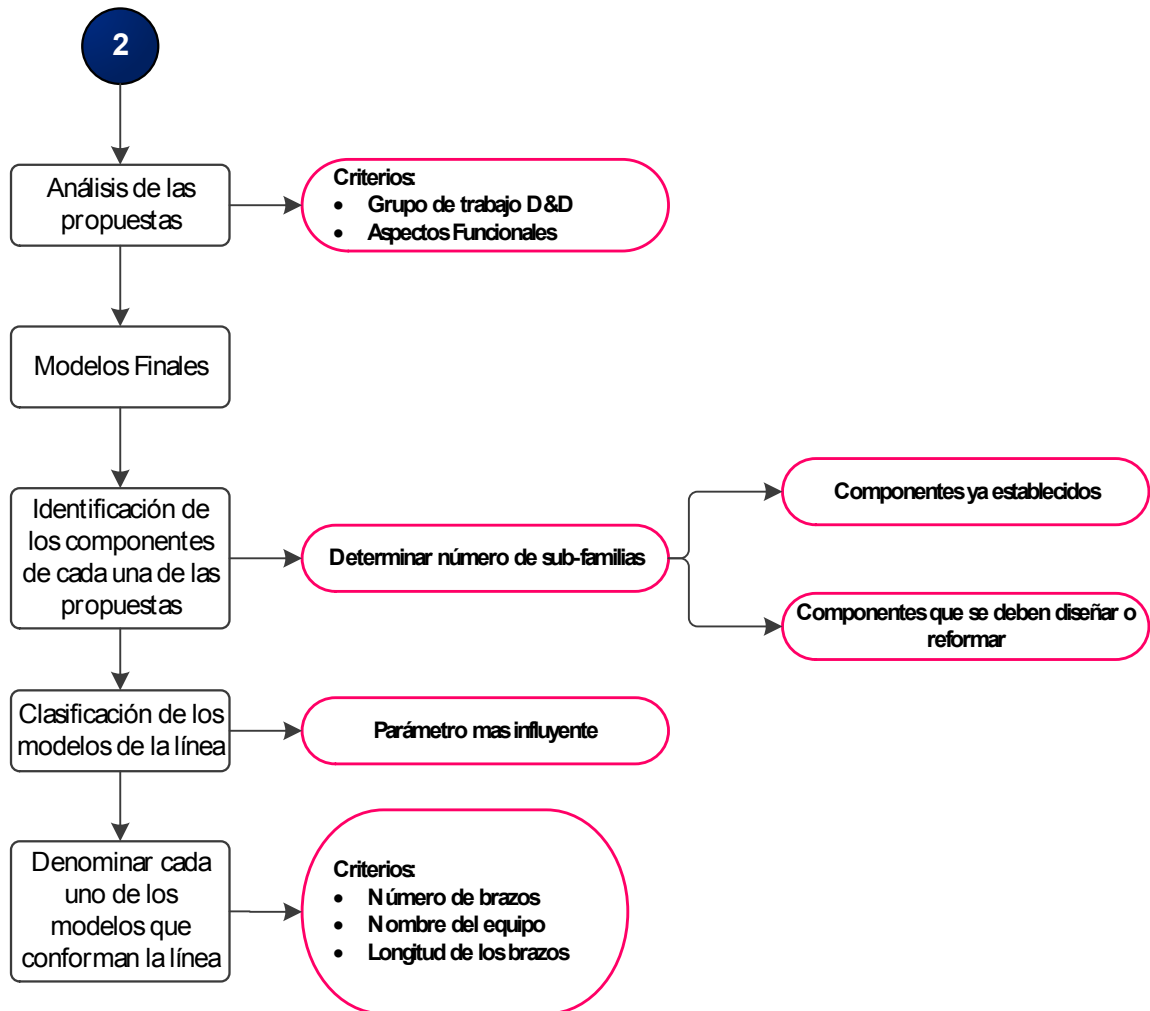 2
Análisis de las
propuestas
Criterios:
• Grupo de trabajo D&D
• Aspectos Funcionales
Modelos Finales
Identificación de
los componentes
de cada una de las
propuestas
Determinar número de sub-familias
Componentes ya establecidos
Componentes que se deben diseñar o
reformar
Clasificación de los
modelos de la línea
Parámetro mas influyente
Denominar cada
uno de los
modelos que
conforman la línea
Criterios:
• Número de brazos
• Nombre del equipo
• Longitud de los brazos